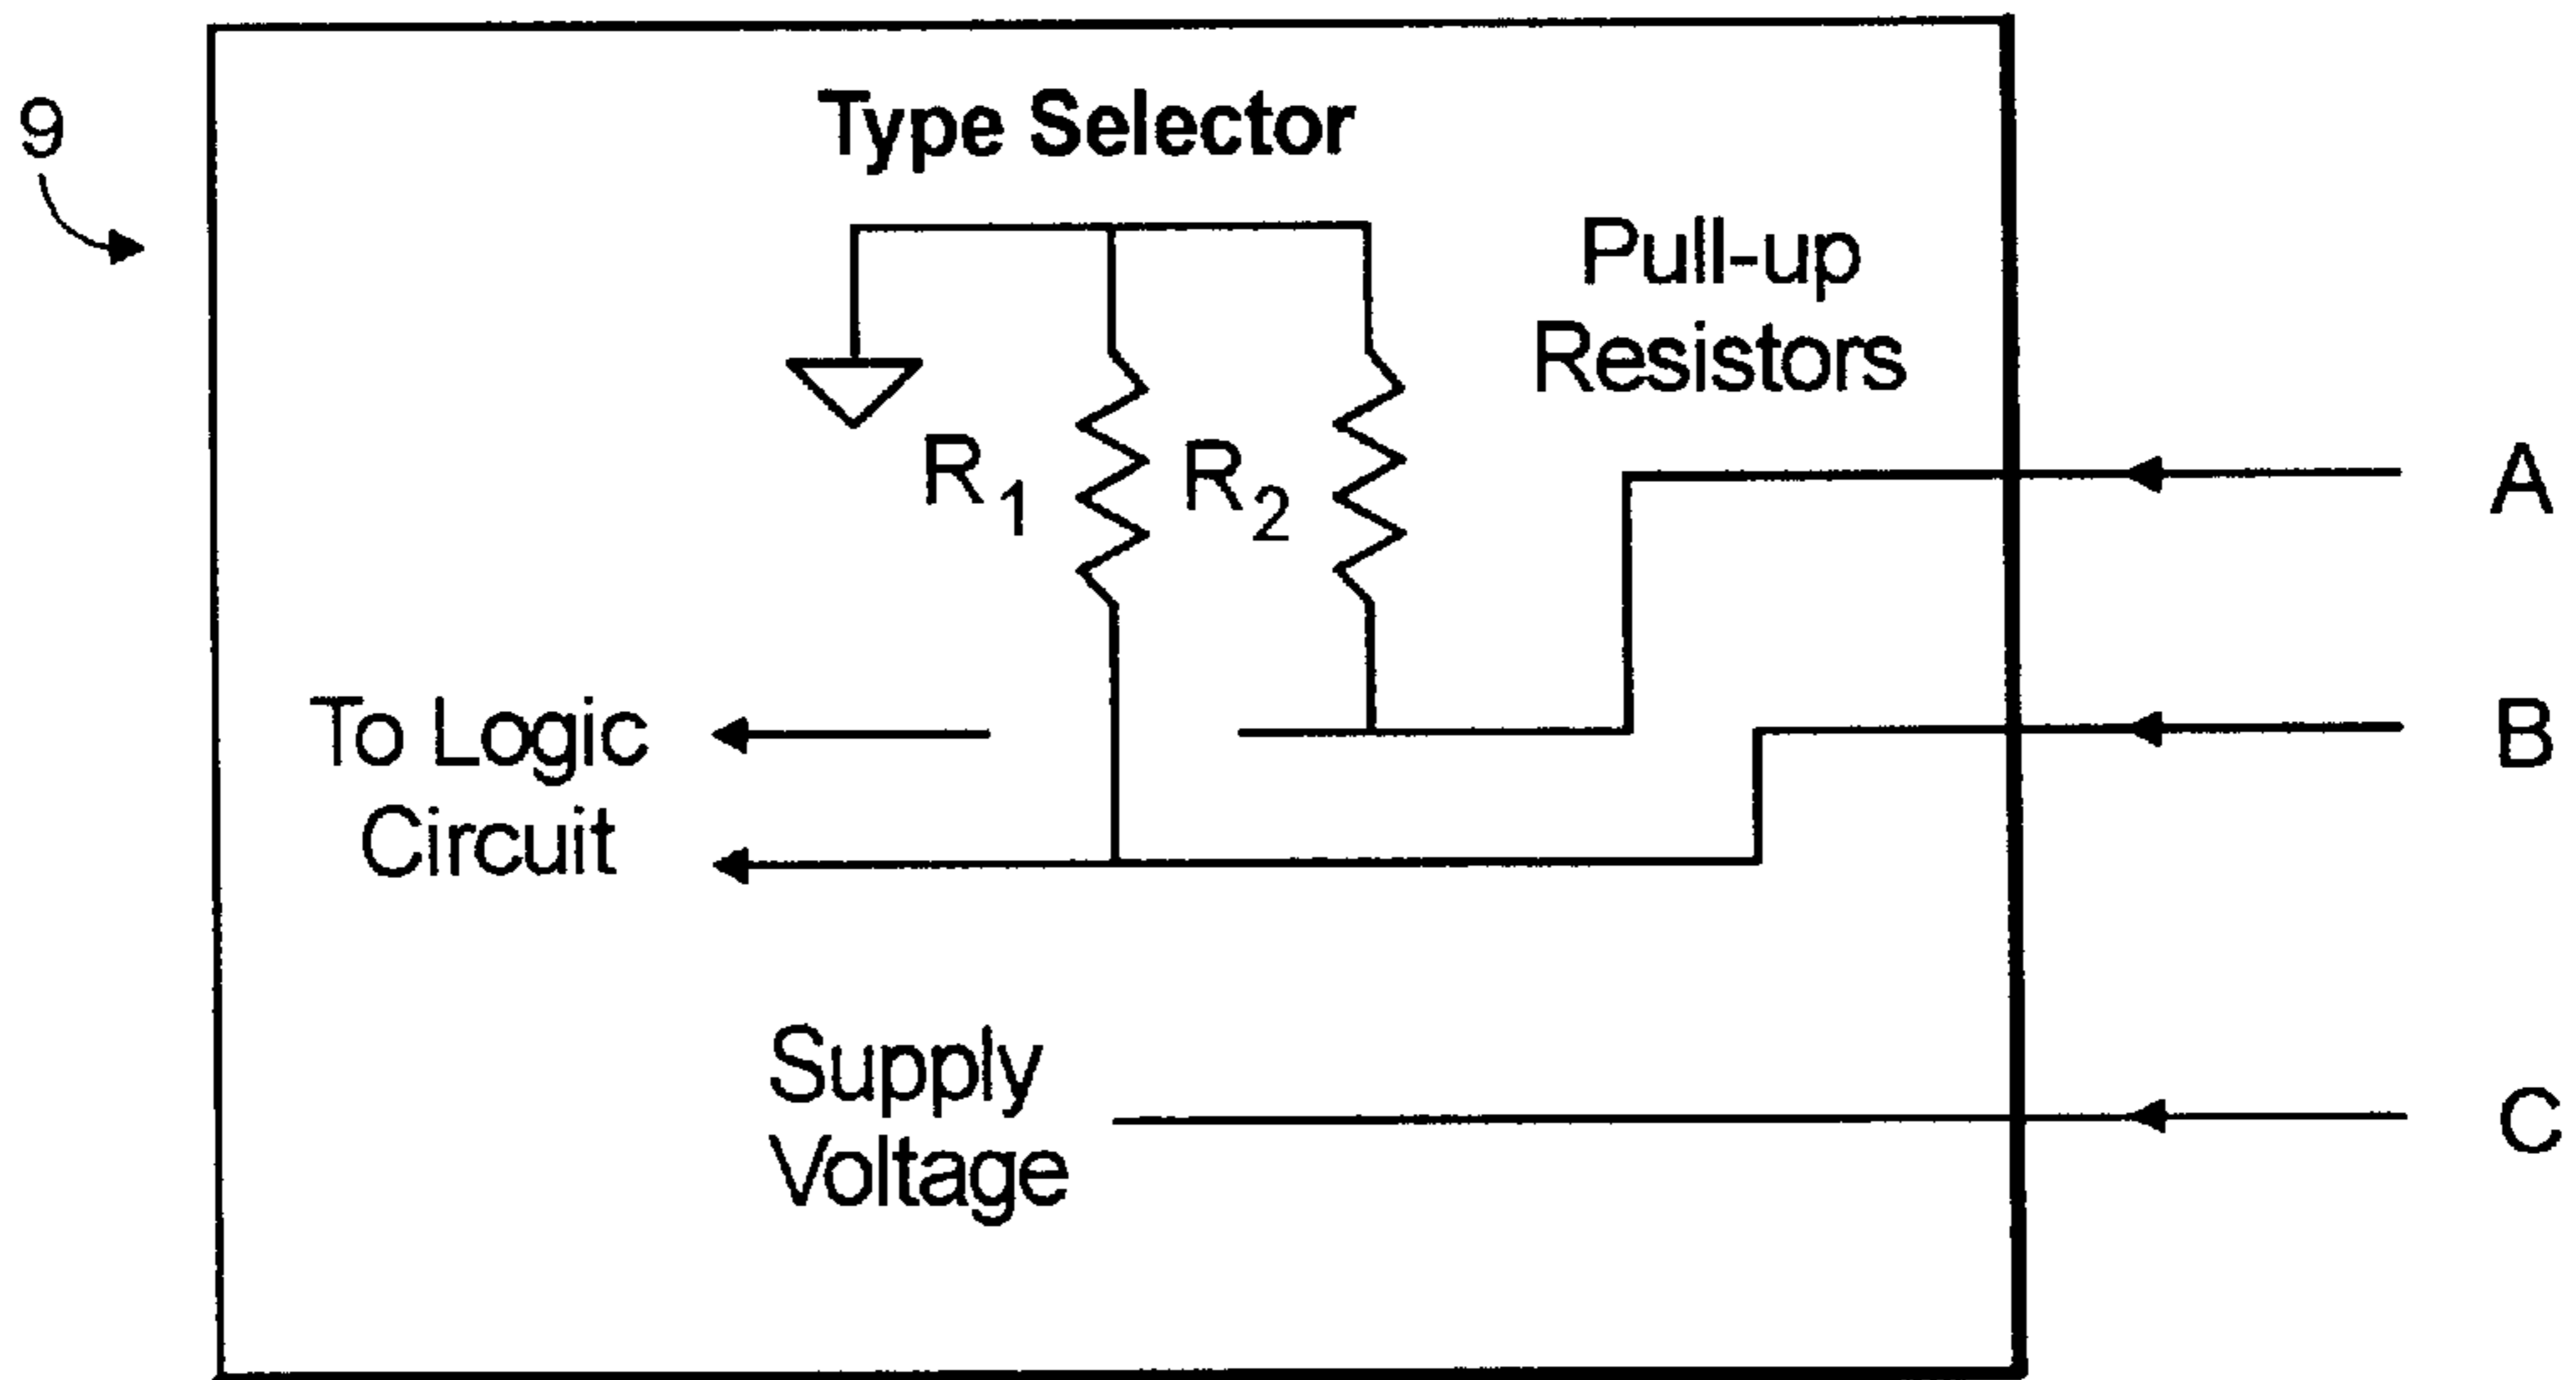 9
Type Selector
Pull-up
Resistors
R1
R2
A
To Logic
Circuit
B
Supply
Voltage
C